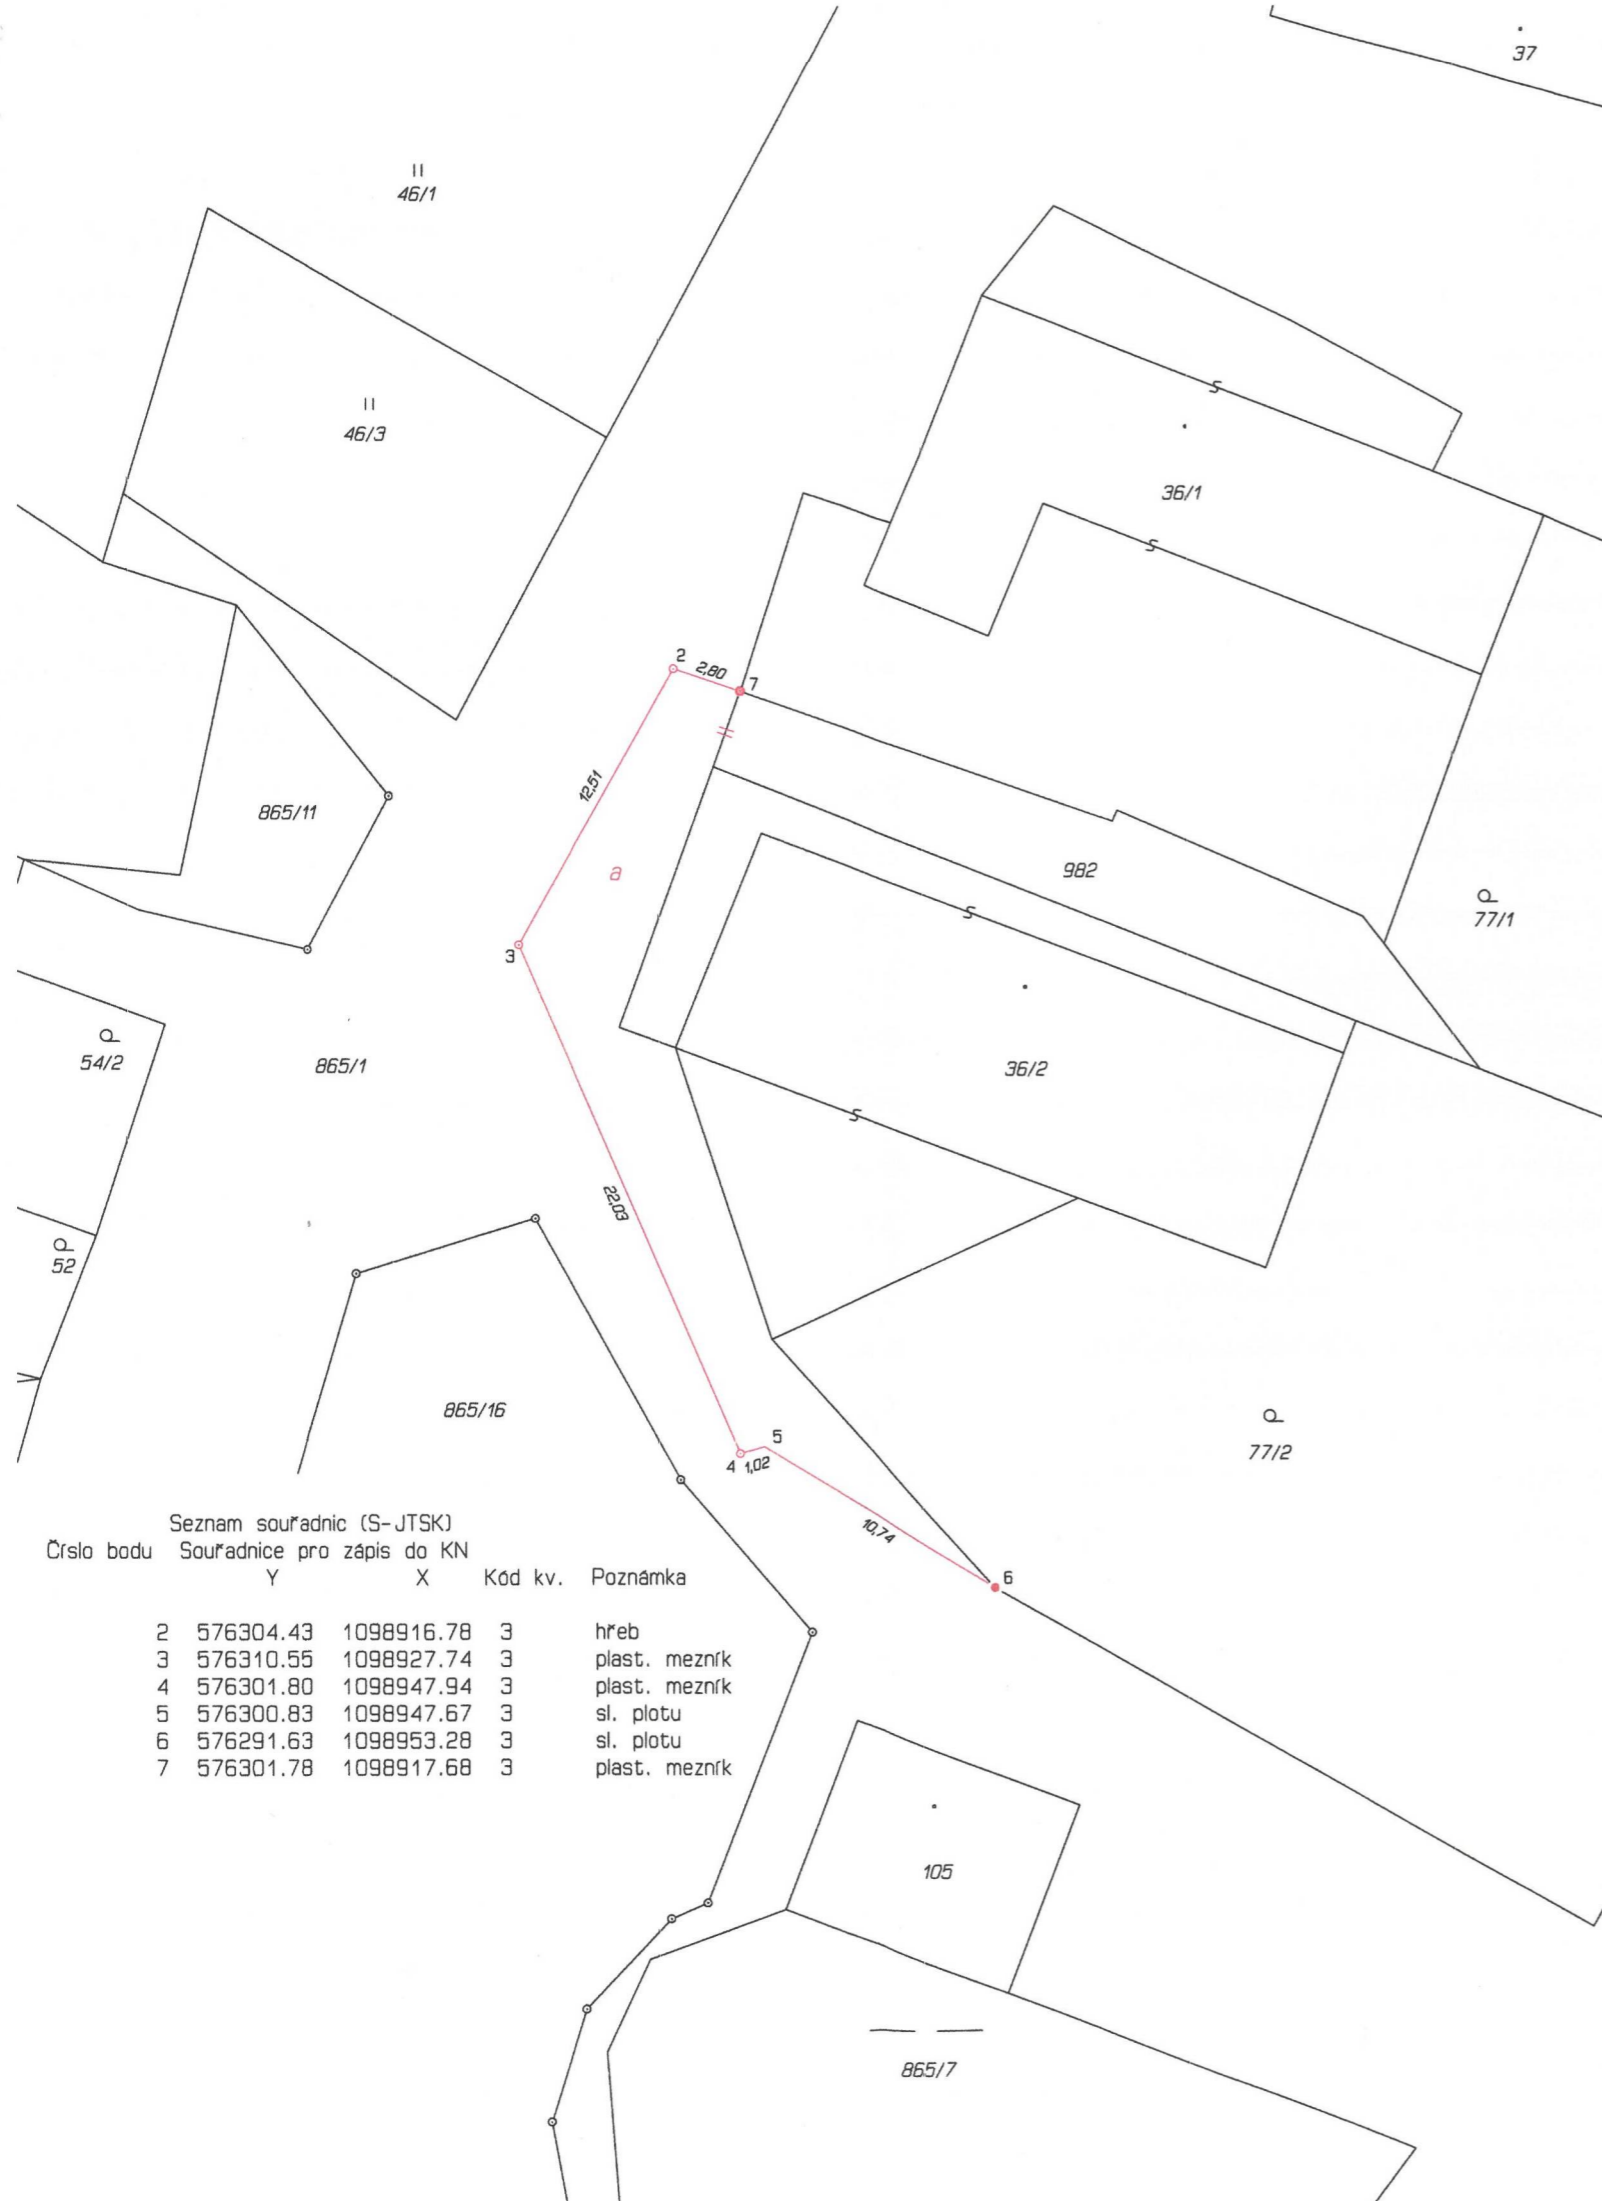 37
46/1
46/3
36/1
2
2,80
7
12,51
865/11
a
982
77/1
3
54/2
865/1
36/2
22,03
52
865/16
5
4
1,02
77/2
10,74
6
Seznam souřadnic (S-JTSK)
Číslo bodu Souřadnice pro zápis do KN
Y X Kód kv. Poznámka
2 576304.43 1098916.78 3 hřeb
3 576310.55 1098927.74 3 plast. mezník
4 576301.80 1098947.94 3 plast. mezník
5 576300.83 1098947.67 3 sl. plotu
6 576291.63 1098953.28 3 sl. plotu
7 576301.78 1098917.68 3 plast. mezník
105
865/7